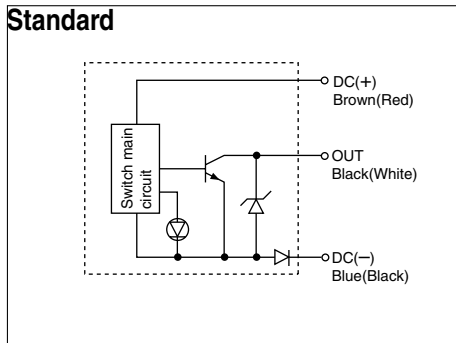 Standard
DC(+)
Brown(Red)
Switch main
circuit
OUT
Black(White)
DC(−)
Blue(Black)